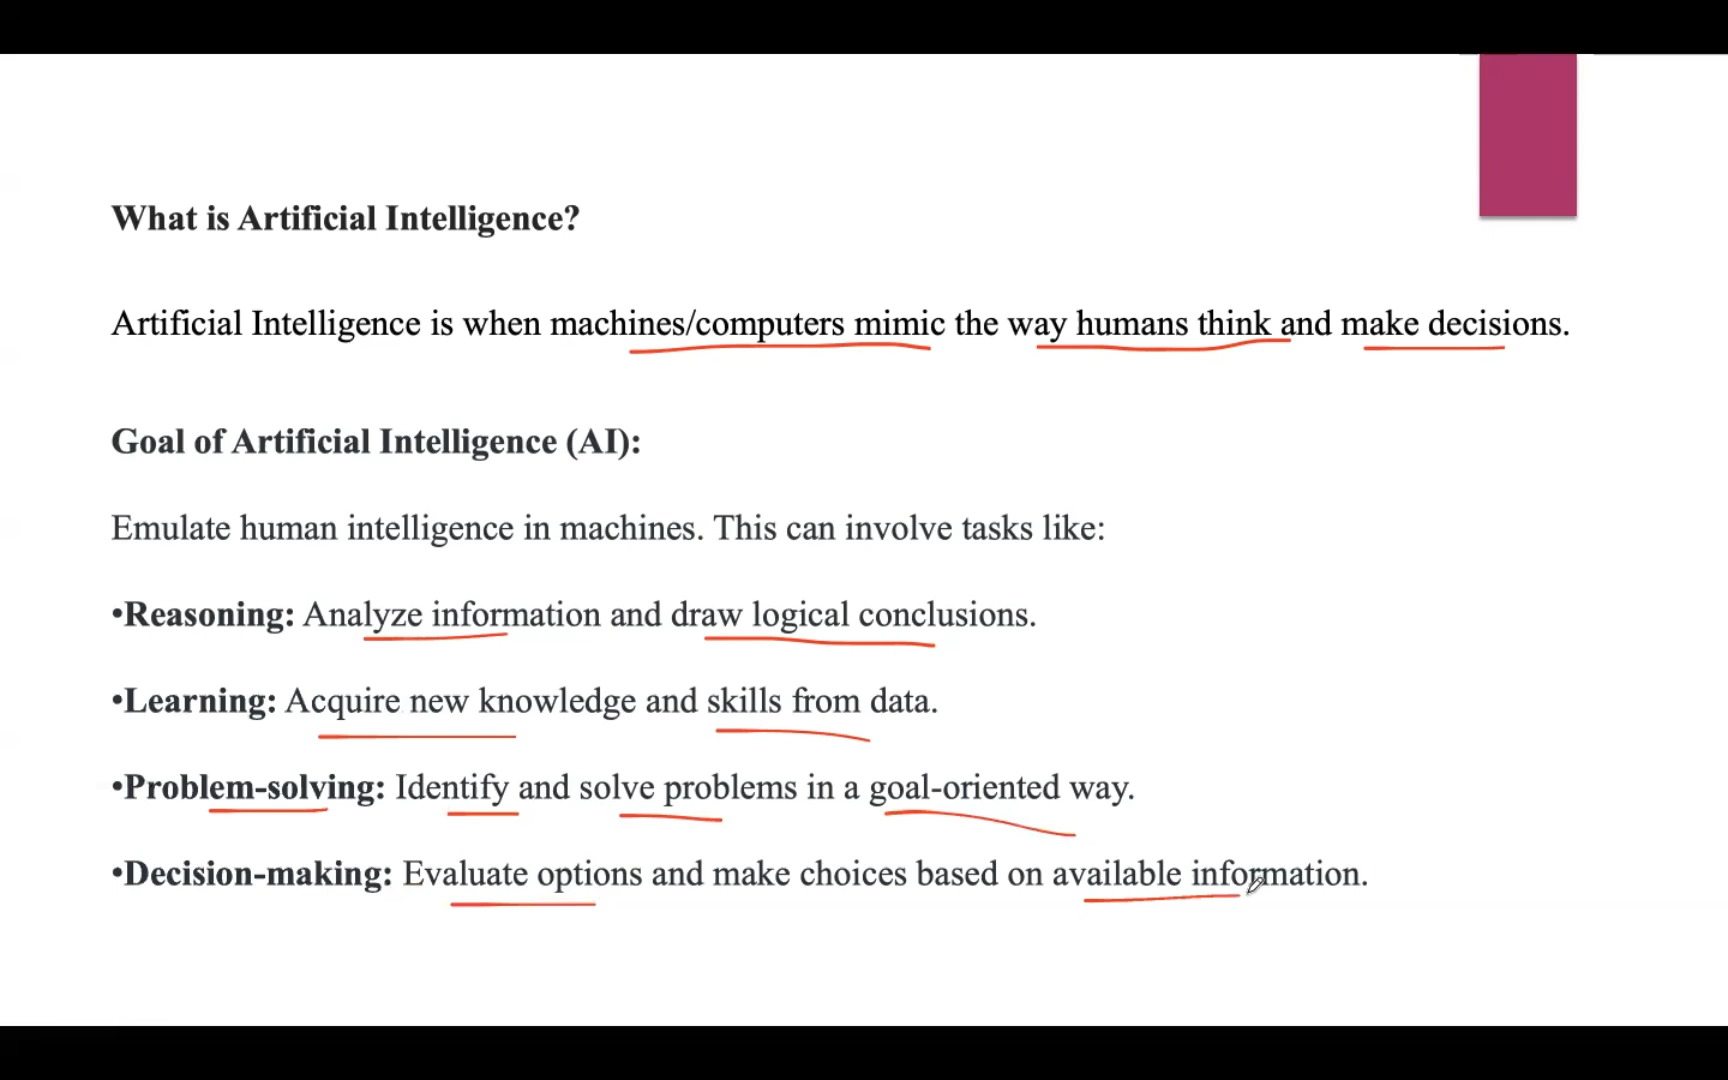 What is Artificial Intelligence?
Artificial Intelligence is when machines/computers mimic the way humans think and make decisions.
Goal of Artificial Intelligence (AI):
Emulate human intelligence in machines. This can involve tasks like:
•Reasoning: Analyze information and draw logical conclusions.
•Learning: Acquire new knowledge and skills from data.
•Problem-solving: Identify and solve problems in a goal-oriented way.
•Decision-making: Evaluate options and make choices based on available information.